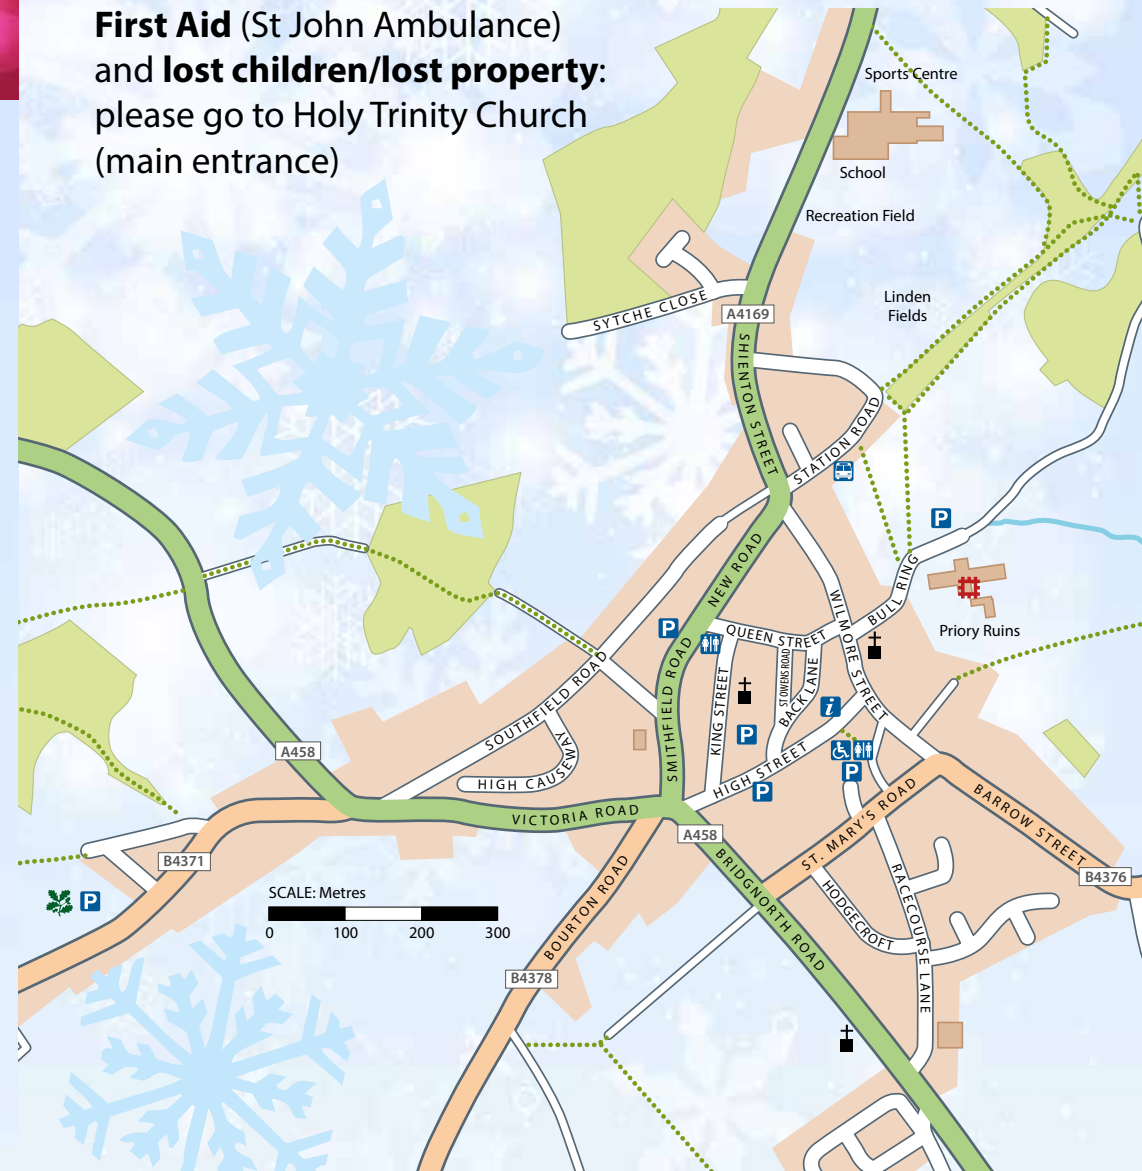 First Aid (St John Ambulance)
and lost children/lost property:
please go to Holy Trinity Church
(main entrance)
Sports Centre
School
Recreation Field
Linden
Fields
SYTCHE CLOSE
A4169
SHIENTON STREET
STATION ROAD
P
NEW ROAD
WILMORE STREET
BULL RING
Priory Ruins
P
QUEEN STREET
SMITHFIELD ROAD
KING STREET
ST OWENS ROAD
BACK LANE
i
P
SOUTHFIELD ROAD
HIGH CAUSEWAY
A458
HIGH STREET
P
P
VICTORIA ROAD
A458
ST. MARY'S ROAD
BARROW STREET
B4376
B4371
P
SCALE: Metres
0 100 200 300
BOURTON ROAD
B4378
BRIDGNORTH ROAD
HODGECROFT
RACECOURSE LANE